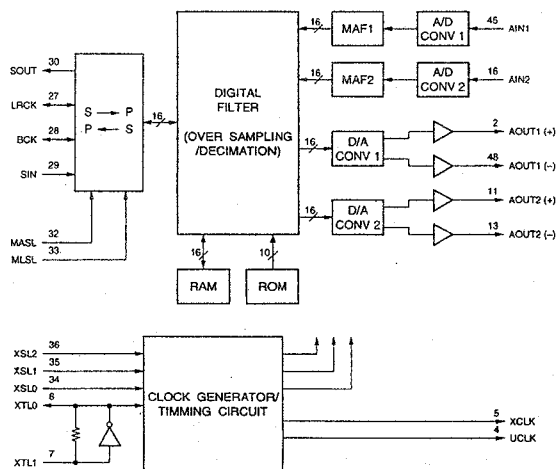 16 MAF1 A/D CONV 1 45 AIN1
16 MAF2 A/D CONV 2 16 AIN2
SOUT 30
LRCK 27
BCK 28
SIN 29
S P
P S
16
DIGITAL
FILTER
(OVER SAMPLING
/DECIMATION)
16 D/A CONV 1
2 AOUT1 (+)
48 AOUT1 (−)
16 D/A CONV 2
11 AOUT2 (+)
13 AOUT2 (−)
MASL 32
MLSL 33
16 10
RAM ROM
XSL2 36
XSL1 35
XSL0 34
XTL0 6
XTL1 7
CLOCK GENERATOR/
TIMMING CIRCUIT
5 XCLK
4 UCLK